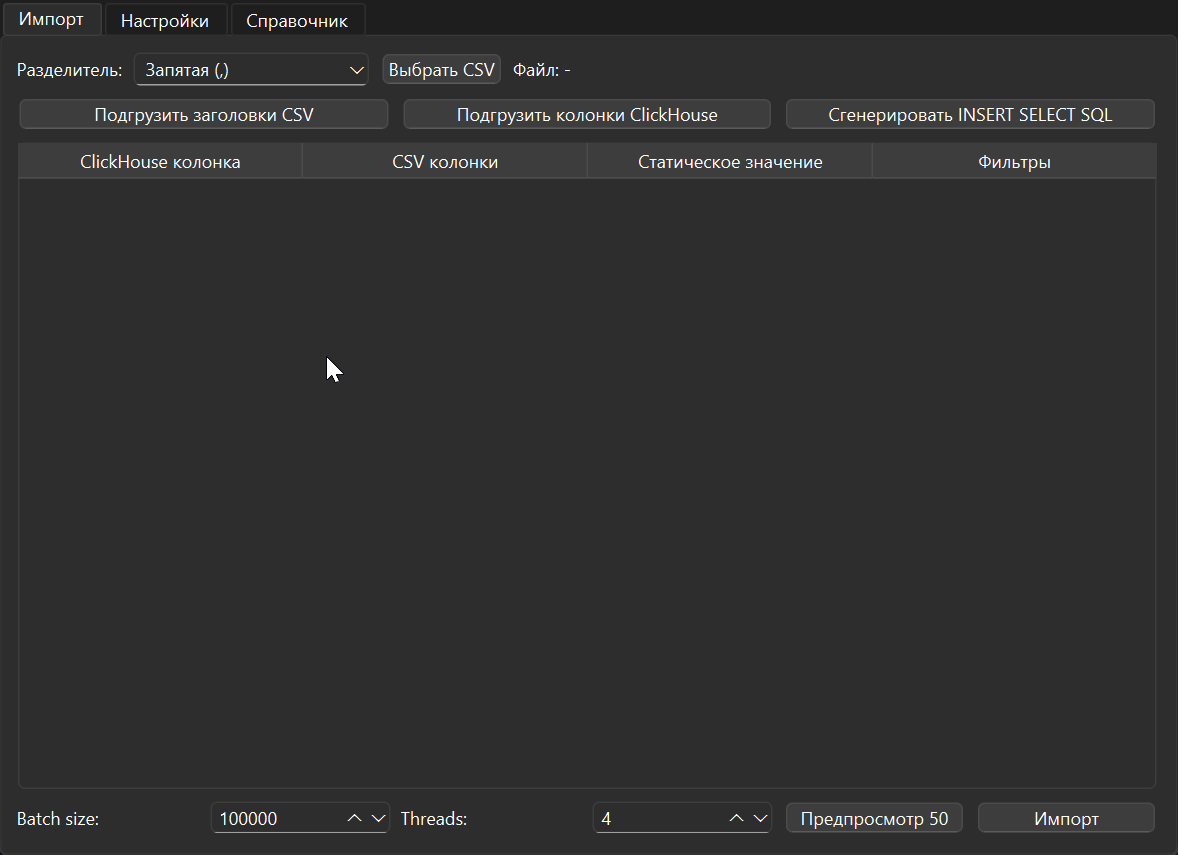 Импорт Настройки Справочник
Разделитель: Запятая (,) Выбрать CSV Файл: -
Подгрузить заголовки CSV Подгрузить колонки ClickHouse Сгенерировать INSERT SELECT SQL
ClickHouse колонка CSV колонки Статическое значение Фильтры
Batch size: 100000 Threads: 4 Предпросмотр 50 Импорт